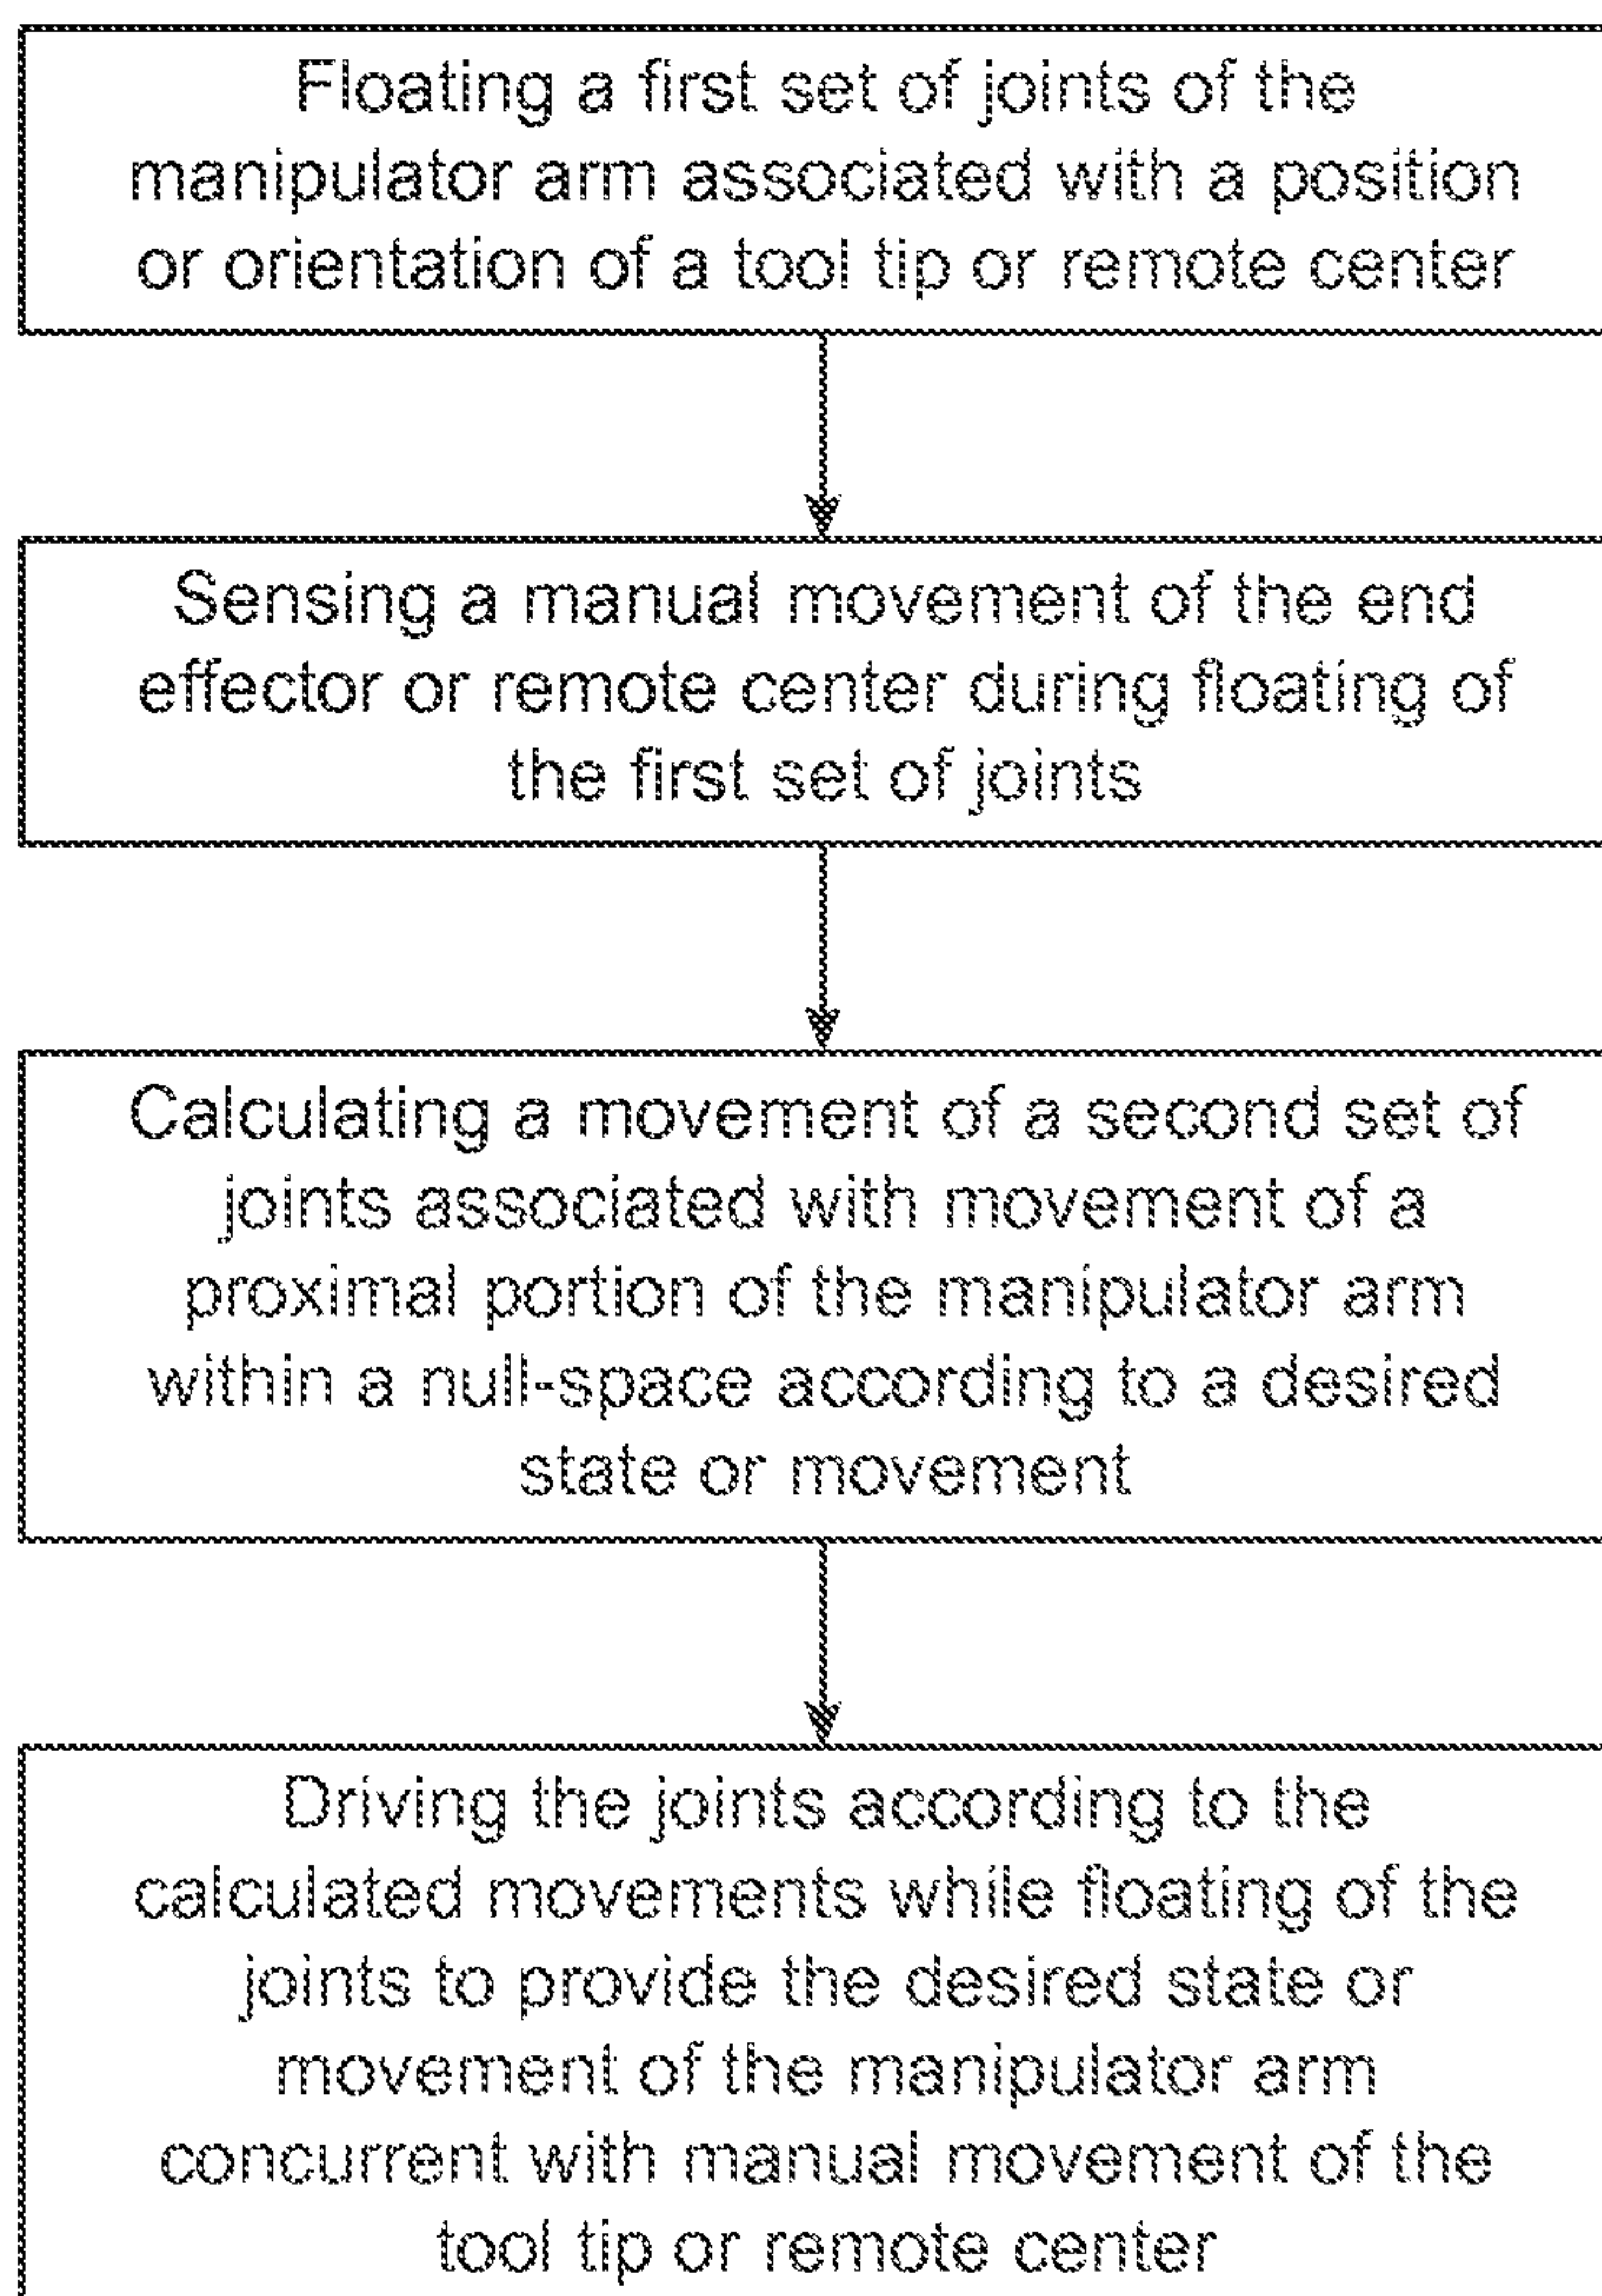 Floating a first set of joints of the
manipulator arm associated with a position
or orientation of a tool tip or remote center
Sensing a manual movement of the end
effector or remote center during floating of
the first set of joints
Calculating a movement of a second set of
joints associated with movement of a
proximal portion of the manipulator arm
within a null-space according to a desired
state or movement
Driving the joints according to the
calculated movements while floating of the
joints to provide the desired state or
movement of the manipulator arm
concurrent with manual movement of the
tool tip or remote center